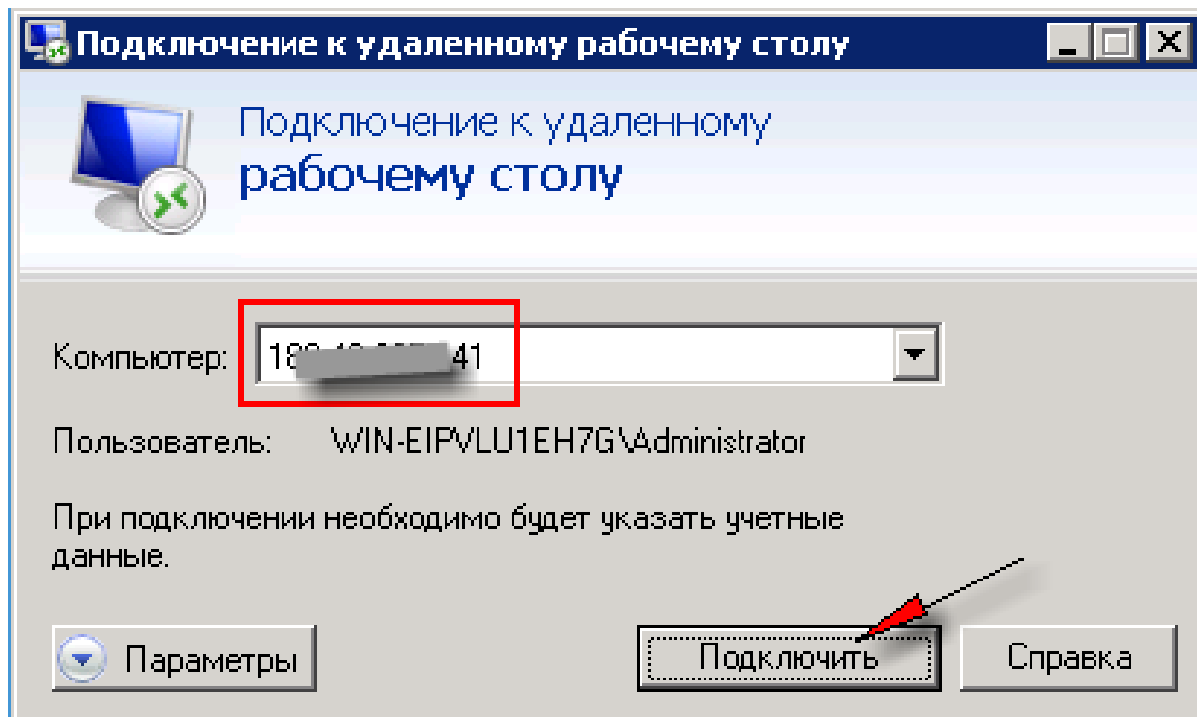 Подключение к удаленному рабочему столу
Подключение к удаленному
рабочему столу
Компьютер: 41
Пользователь: WIN-EIPVLU1EH7G\Administrator
При подключении необходимо будет указать учетные
данные.
Параметры Подключить Справка